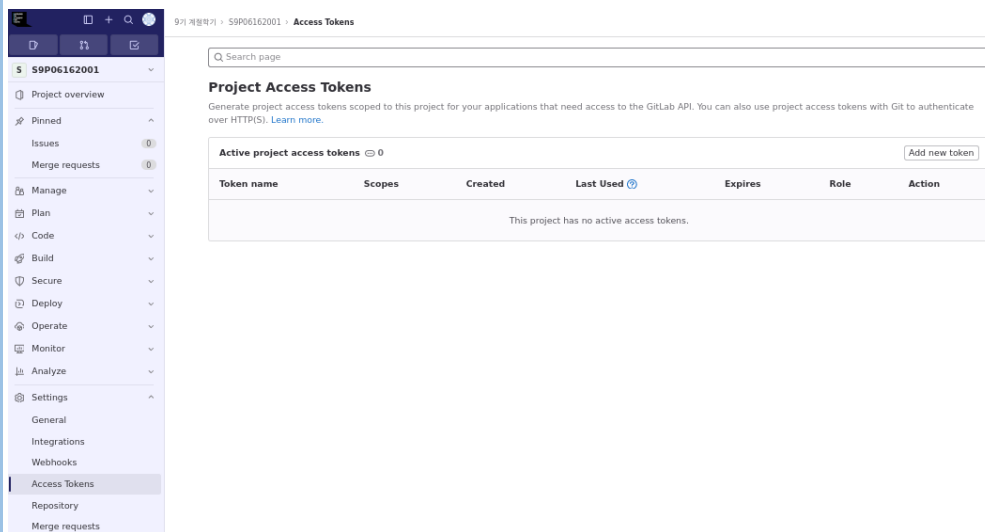 9기 계절학기 › S9P06162001 › Access Tokens
S S9P06162001
Project overview
Pinned
Issues 0
Merge requests 0
Manage
Plan
Code
Build
Secure
Deploy
Operate
Monitor
Analyze
Settings
General
Integrations
Webhooks
Access Tokens
Repository
Merge requests
Search page
Project Access Tokens
Generate project access tokens scoped to this project for your applications that need access to the GitLab API. You can also use project access tokens with Git to authenticate
over HTTP(S). Learn more.
Active project access tokens 0 Add new token
Token name Scopes Created Last Used Expires Role Action
This project has no active access tokens.